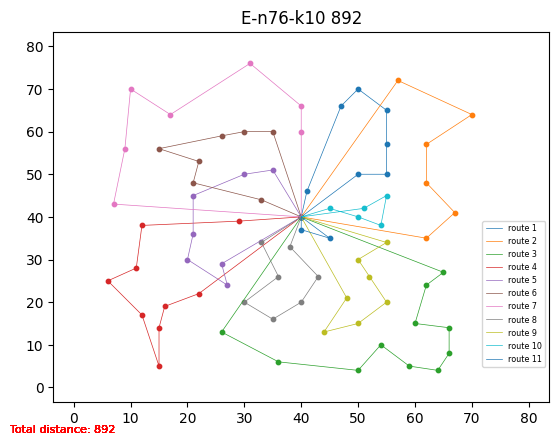 E-n76-k10 892
80
70
60
50
40
30
20
10
0
0 10 20 30 40 50 60 70 80
route 1
route 2
route 3
route 4
route 5
route 6
route 7
route 8
route 9
route 10
route 11
Total distance: 892